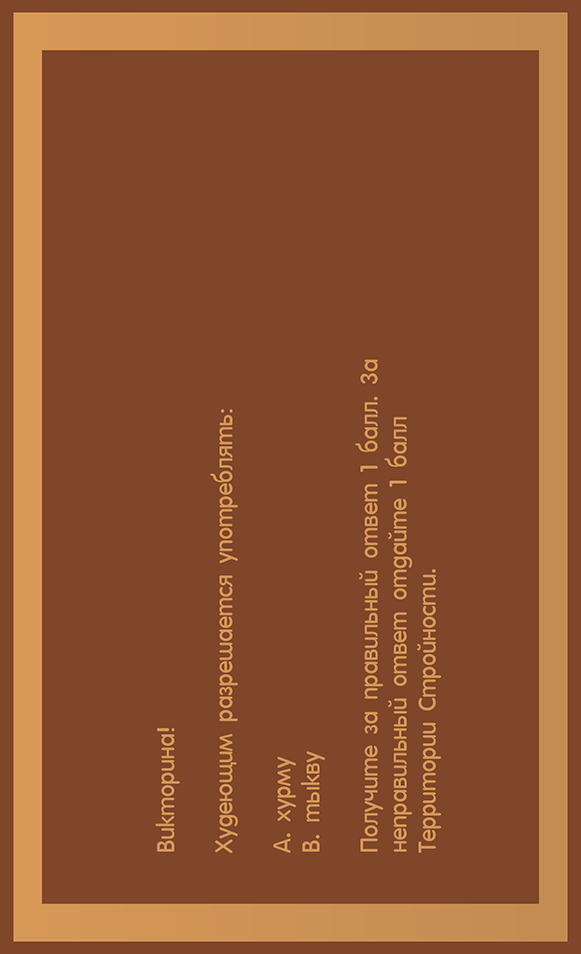 Викторина!
Худеющим разрешается употреблять:
А. хурму
В. тыкву
Получите за правильный ответ 1 балл. За
неправильный ответ отдайте 1 балл
Территории Стройности.